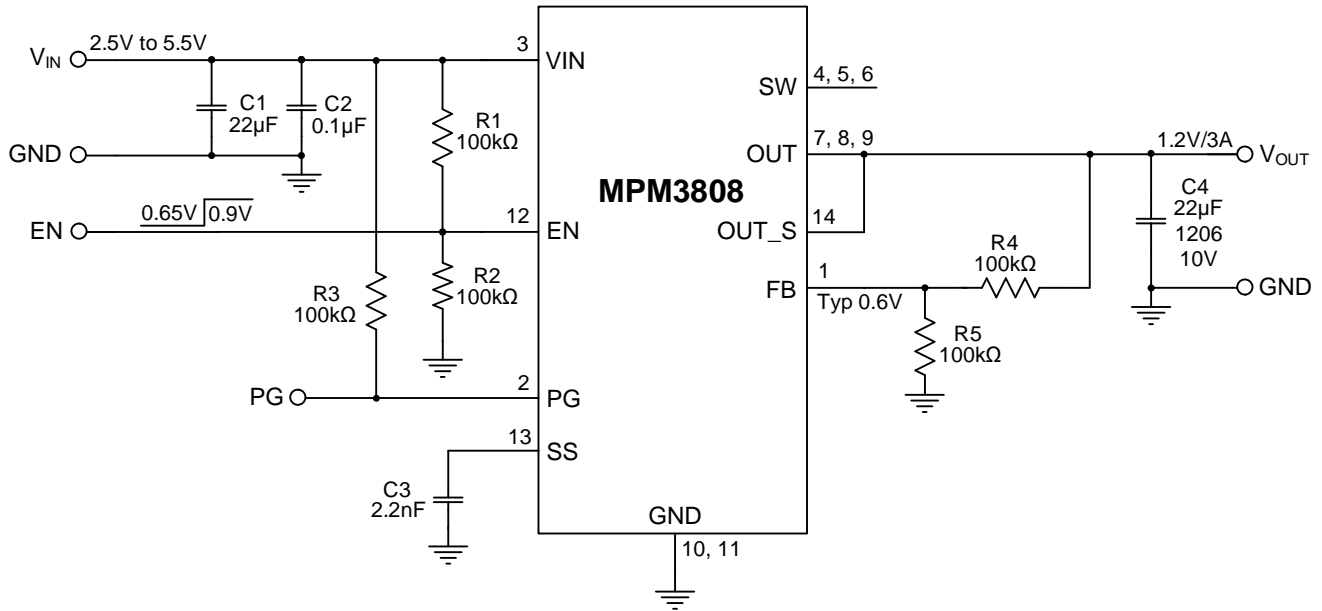 V_IN 2.5V to 5.5V
3 VIN
C1
22µF
C2
0.1µF
R1
100kΩ
GND
EN
0.65V 0.9V
12 EN
R2
100kΩ
R3
100kΩ
PG
2 PG
13 SS
C3
2.2nF
MPM3808
GND
10, 11
SW 4, 5, 6
OUT 7, 8, 9
1.2V/3A V_OUT
OUT_S 14
C4
22µF
1206
10V
R4
100kΩ
FB 1
Typ 0.6V
GND
R5
100kΩ